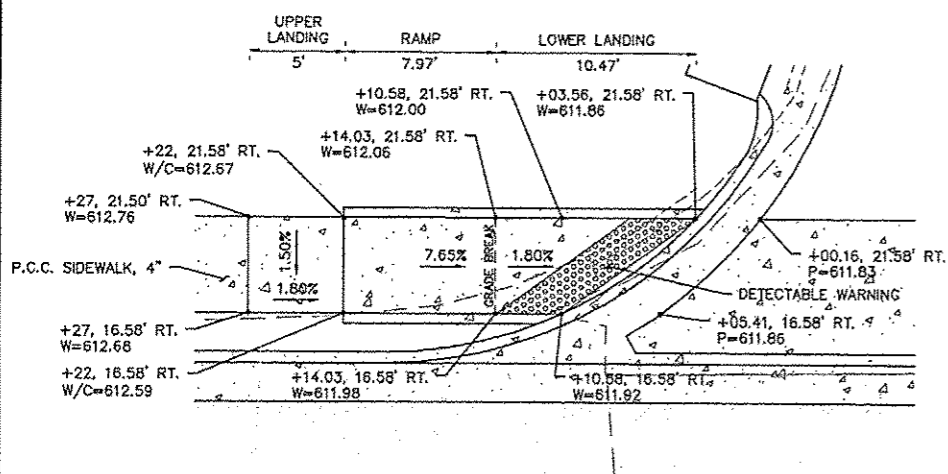 UPPER
LANDING
RAMP
LOWER LANDING
5'
7.97'
10.47'
+10.58, 21.58' RT.
W=612.00
+03.56, 21.58' RT.
W=611.86
+14.03, 21.58' RT.
W=612.06
+22, 21.58' RT.
W/C=612.67
+27, 21.50' RT.
W=612.76
P.C.C. SIDEWALK, 4"
1.50%
1.80%
7.65%
GRADE BREAK
1.80%
+00.16, 21.58' RT.
P=611.83
DETECTABLE WARNING
+05.41, 16.58' RT.
P=611.86
+27, 16.58' RT.
W=612.68
+22, 16.58' RT.
W/C=612.59
+14.03, 16.58' RT.
W=611.98
+10.58, 16.58' RT.
W=611.92